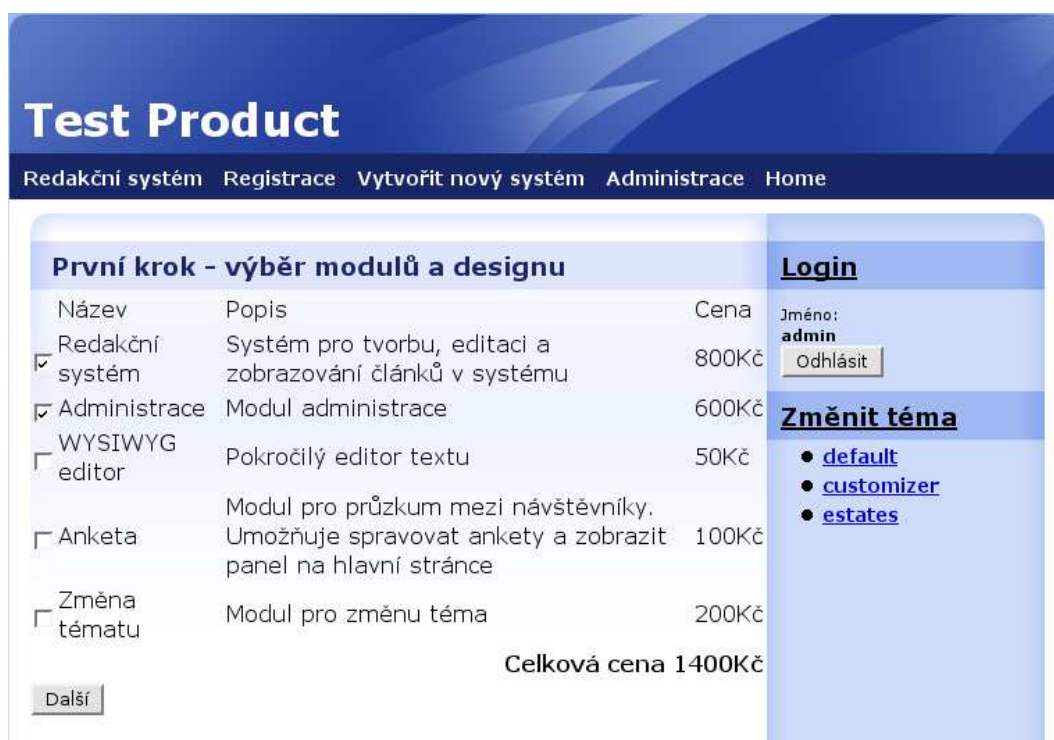 Test Product
Redakční systém Registrace Vytvořit nový systém Administrace Home
První krok - výběr modulů a designu
Název Popis Cena
Redakční systém Systém pro tvorbu, editaci a zobrazování článků v systému 800Kč
Administrace Modul administrace 600Kč
WYSIWYG editor Pokročilý editor textu 50Kč
Anketa Modul pro průzkum mezi návštěvníky. Umožňuje spravovat ankety a zobrazit panel na hlavní stránce 100Kč
Změna tématu Modul pro změnu téma 200Kč
Celková cena 1400Kč
Další
Login
Jméno:
admin
Odhlásit
Změnit téma
default
customizer
estates